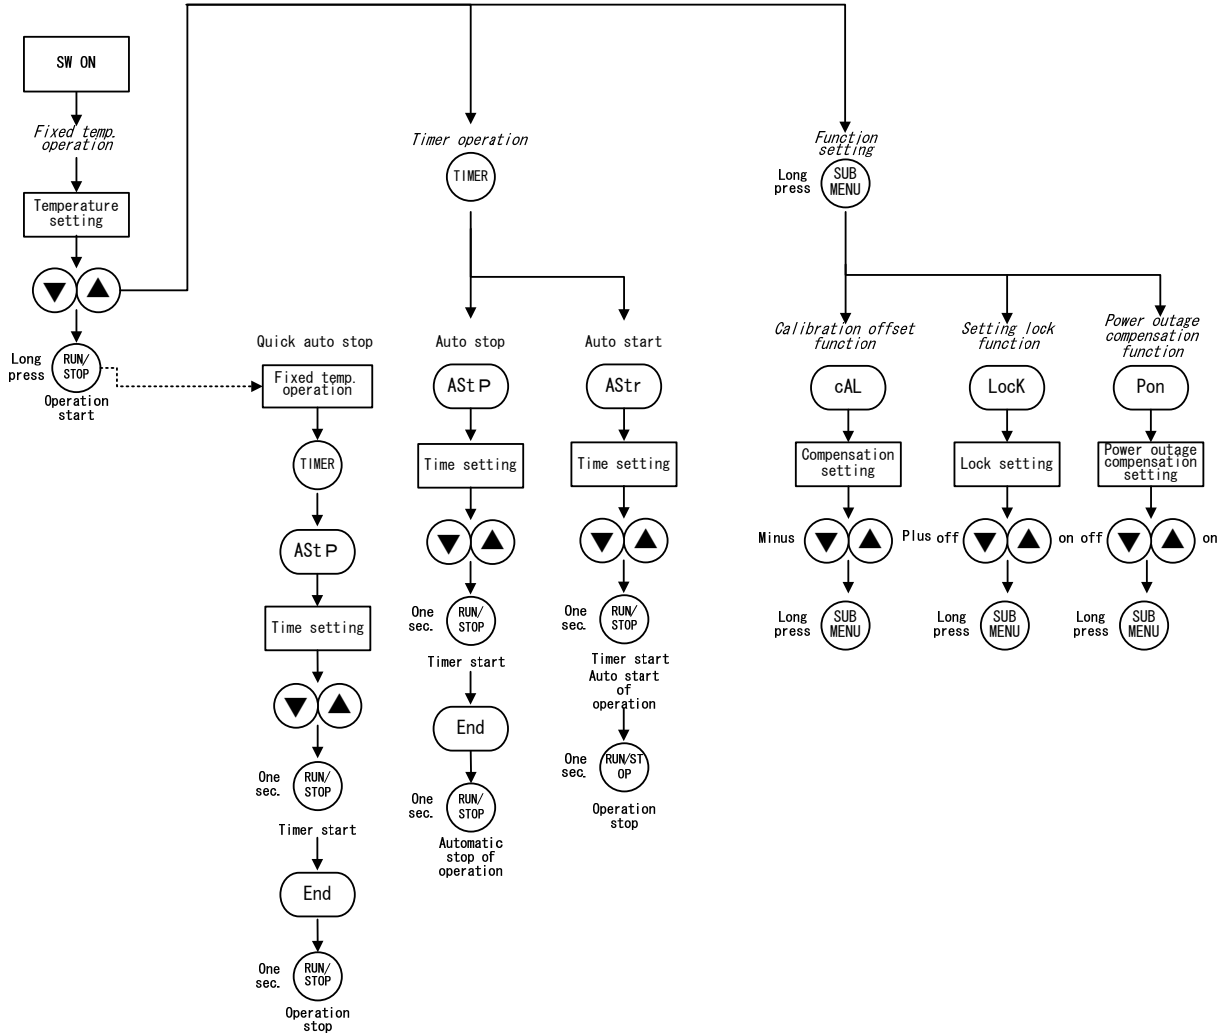 SW ON
Fixed temp.
operation
Temperature
setting
Long
press
RUN/
STOP
Operation
start
Quick auto stop
Fixed temp.
operation
TIMER
ASt P
Time setting
One
sec.
RUN/
STOP
Timer start
End
One
sec.
RUN/
STOP
Operation
stop
Timer operation
TIMER
Auto stop
ASt P
Time setting
One
sec.
RUN/
STOP
Timer start
End
One
sec.
RUN/
STOP
Automatic
stop of
operation
Auto start
AStr
Time setting
One
sec.
RUN/
STOP
Timer start
Auto start
of
operation
One
sec.
RUN/ST
OP
Operation
stop
Function
setting
Long
press
SUB
MENU
Calibration offset
function
cAL
Compensation
setting
Minus
Plus
Long
press
SUB
MENU
Setting lock
function
LocK
Lock setting
off
on
Long
press
SUB
MENU
Power outage
compensation
function
Pon
Power outage
compensation
setting
off
on
Long
press
SUB
MENU